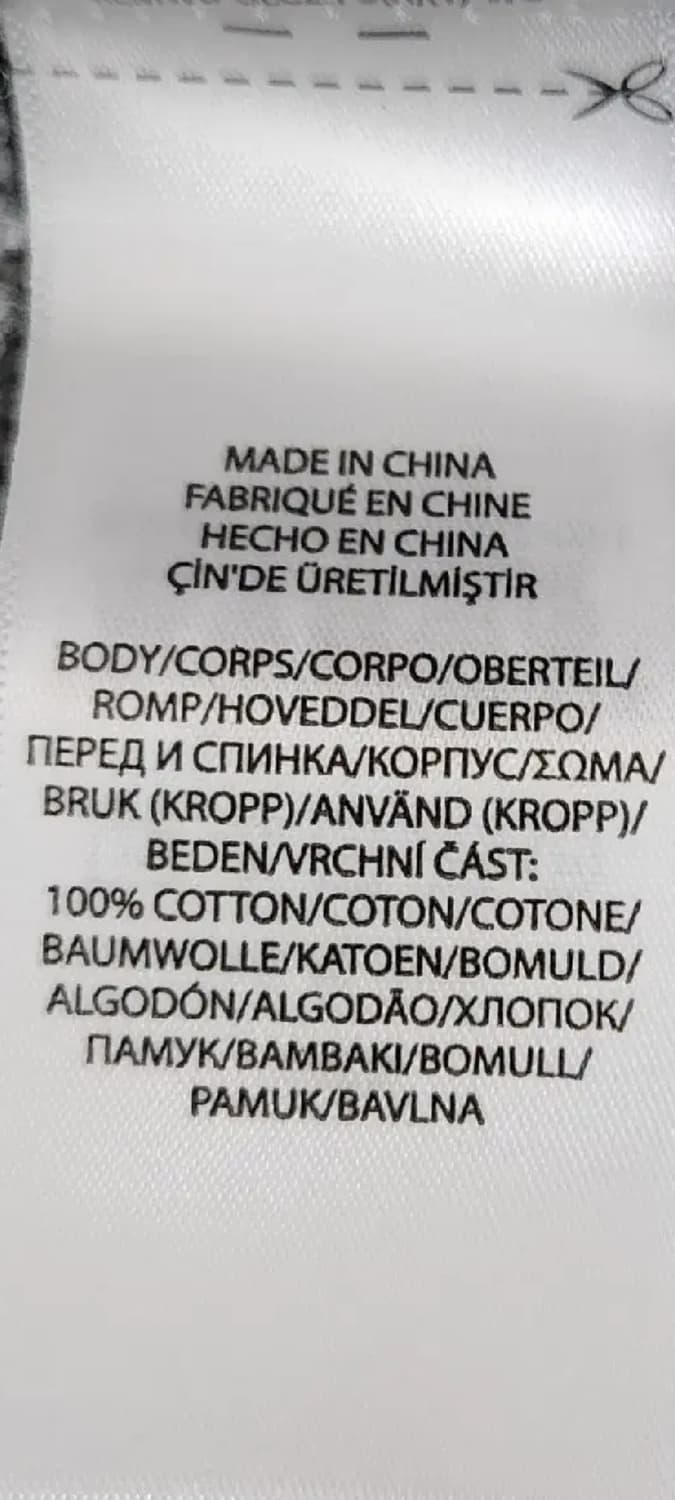 MADE IN CHINA
FABRIQUÉ EN CHINE
HECHO EN CHINA
ÇİN'DE ÜRETİLMİŞTİR
BODY/CORPS/CORPO/OBERTEIL/
ROMP/HOVEDDEL/CUERPO/
ПЕРЕД И СПИНКА/КОРПУС/ΣΩΜΑ/
BRUK (KROPP)/ANVÄND (KROPP)/
BEDEN/VRCHNÍ ČÁST:
100% COTTON/COTON/COTONE/
BAUMWOLLE/KATOEN/BOMULD/
ALGODÓN/ALGODÃO/ХЛОПОК/
ПАМУК/ΒΑΜΒΑΚΙ/BOMULL/
PAMUK/BAVLNA